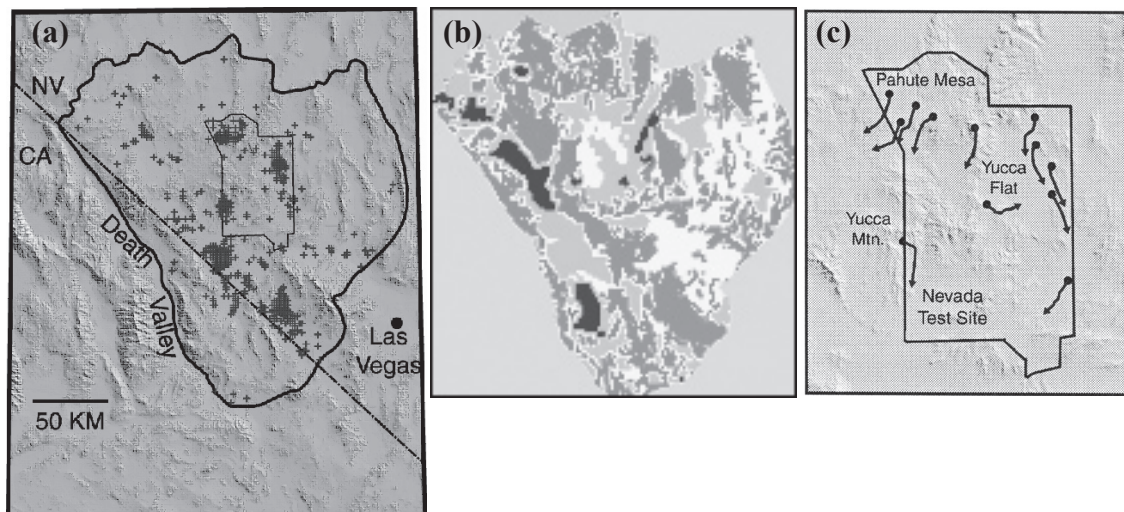 (a)
NV
CA
Death
Valley
Las
Vegas
50 KM
(b)
(c)
Pahute Mesa
Yucca
Flat
Yucca
Mtn.
Nevada
Test Site